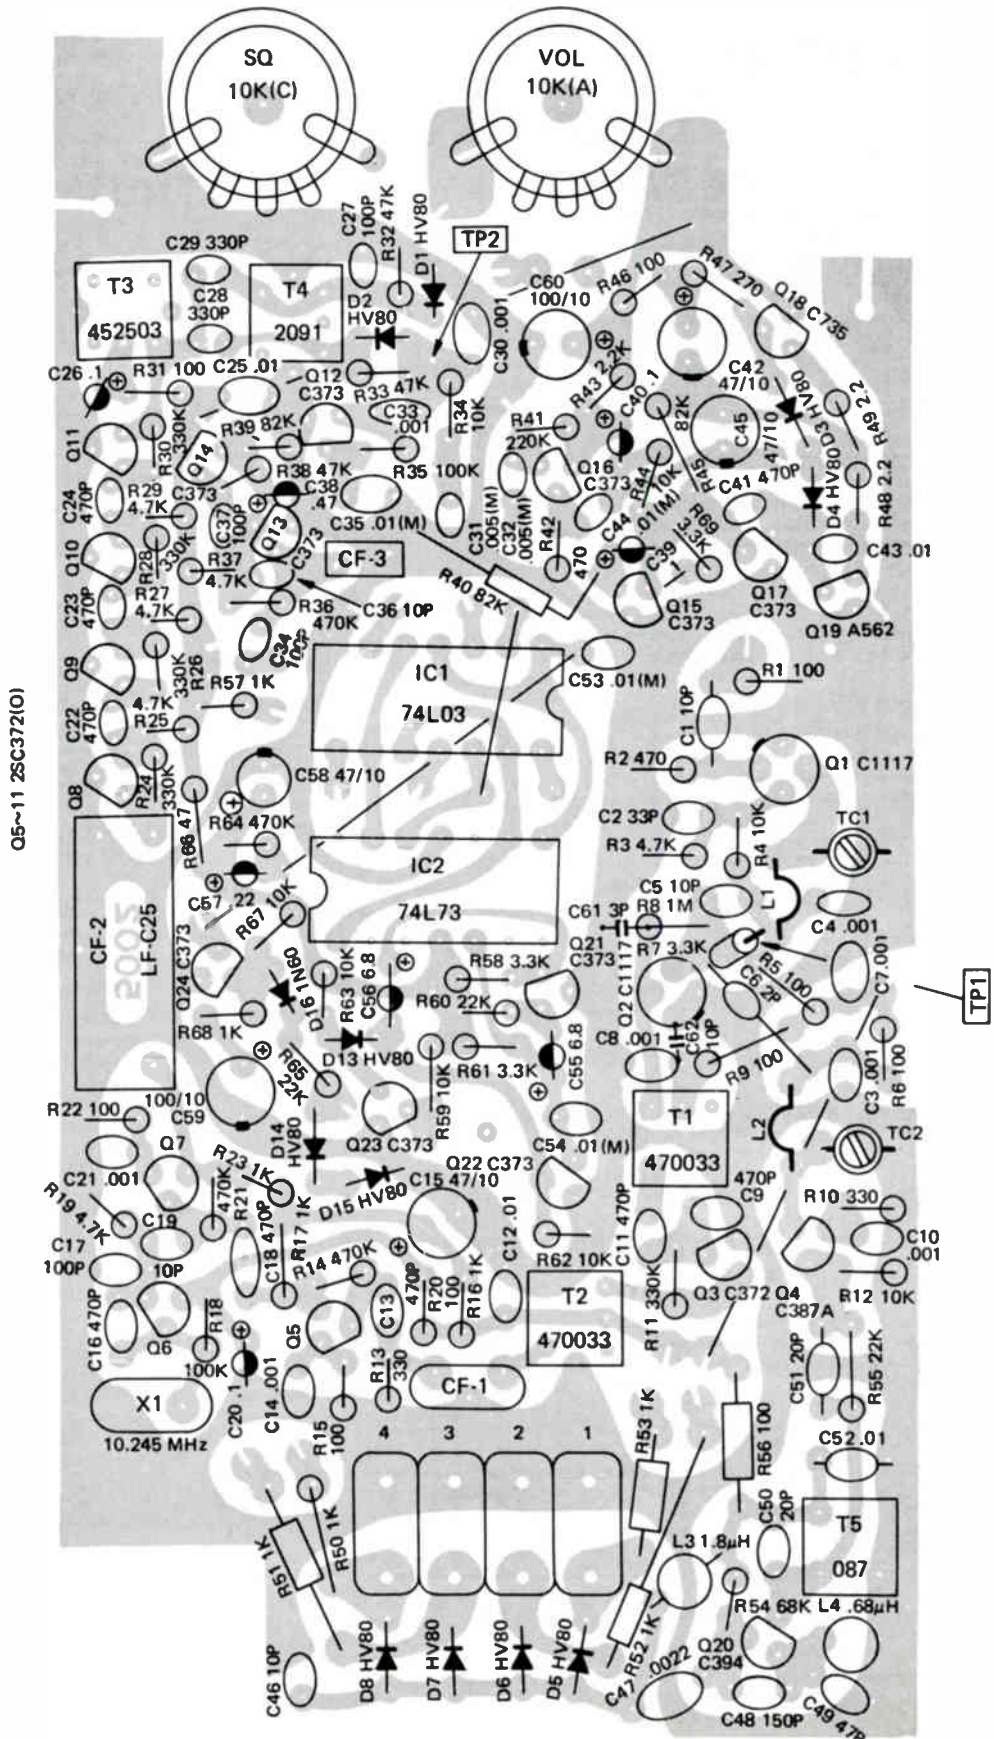 SQ
10K(C)
VOL
10K(A)
C27
100P
R32 47K
D1 HV80
TP2
C29 330P
C28
330P
T3
452503
T4
2091
D2
HV80
C30 .001
C60
100/10
R46 100
R47 270
Q18 C735
C26 .1
R31 100
C25 .01
Q12
C373
R33 47K
C33
.001
R34
10K
R43 2.2K
C40 .1
R41
220K
82K
R45
C42
47/10
C45
47/10
D3 HV80
R49 2.2
Q11
R30
330K
Q14
C373
R39 82K
R38 47K
C38
.47
R35 100K
Q16
C373
R44
10K
C41 470P
D4 HV80
R48 2.2
C24
470P
R29
4.7K
C37
100P
Q13
C373
C35 .01(M)
C31
.005(M)
C32
.005(M)
R42
470
C44
.01(M)
C39
.1
R69
3.3K
C43 .01
Q10
R28
330K
R37
4.7K
CF-3
R40 82K
Q15
C373
Q17
C373
Q19 A562
C23
470P
R27
4.7K
R36
470K
C36 10P
C34
100P
Q9
330K
R26
IC1
74L03
C53 .01(M)
R1 100
C1 10P
C22
470P
4.7K
R25
R57 1K
Q5~11 2SC372(O)
Q8
R24
330K
C58 47/10
R2 470
Q1 C1117
R66 47
R64 470K
C2 33P
R3 4.7K
R4 10K
TC1
CF-2
LF-C25
C57 .22
IC2
74L73
C5 10P
L1
R67 10K
C61 3P
R8 1M
C4 .001
Q24 C373
R7 3.3K
Q21
C373
R58 3.3K
D16 1N60
R63 10K
C56 6.8
R60 22K
Q2 C1117
C6 2P
R5 100
C7 .001
TP1
R68 1K
D13 HV80
R61 3.3K
C55 6.8
C8 .001
C62
10P
R9 100
C3 .001
R6 100
R65
22K
R59 10K
100/10
C59
R22 100
Q7
D14
HV80
Q23 C373
C54 .01(M)
T1
470033
L2
TC2
C21 .001
R19 4.7K
R23 1K
D15 HV80
Q22 C373
C15 47/10
470P
C9
R10 330
C19
10P
470K
R21
C17
100P
C18 470P
R17 1K
R14 470K
C12 .01
R62 10K
C11 470P
C10
.001
R12 10K
C16 470P
Q6
R18
100K
C20 .1
Q5
470P
C13
R20
100
R16 1K
T2
470033
R11 330K
Q3 C372
Q4
C387A
X1
10.245 MHz
C14 .001
R15
100
R13
330
CF-1
C51 20P
R55 22K
4
3
2
1
R53 1K
R56 100
C52 .01
R51 1K
R50 1K
C50
20P
T5
087
L3 1.8μH
R54 68K
L4 .68μH
R52 1K
C46 10P
D8 HV80
D7 HV80
D6 HV80
D5 HV80
C47 .0022
Q20
C394
C48 150P
C49 47P